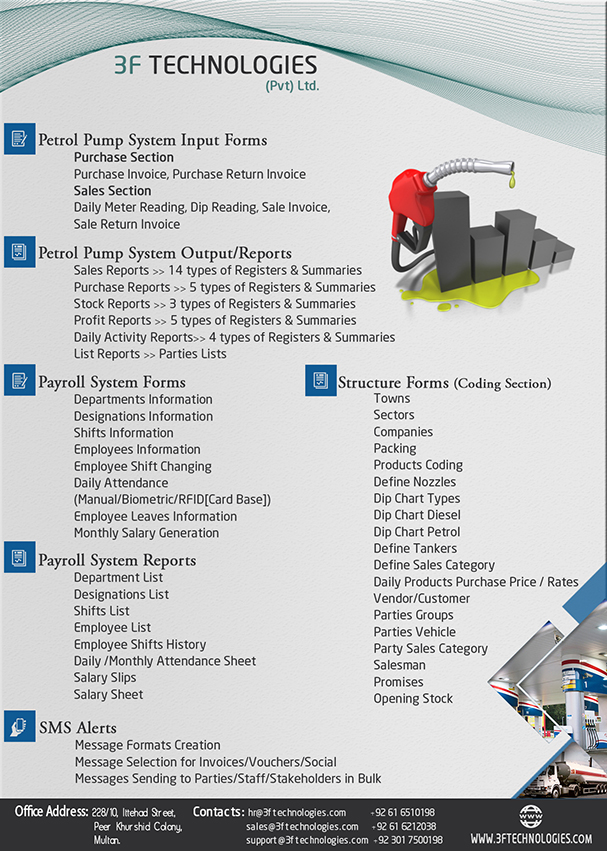 3F TECHNOLOGIES
(Pvt) Ltd.
Petrol Pump System Input Forms
Purchase Section
Purchase Invoice, Purchase Return Invoice
Sales Section
Daily Meter Reading, Dip Reading, Sale Invoice,
Sale Return Invoice
Petrol Pump System Output/Reports
Sales Reports >> 14 types of Registers & Summaries
Purchase Reports >> 5 types of Registers & Summaries
Stock Reports >> 3 types of Registers & Summaries
Profit Reports >> 5 types of Registers & Summaries
Daily Activity Reports>> 4 types of Registers & Summaries
List Reports >> Parties Lists
Payroll System Forms
Departments Information
Designations Information
Shifts Information
Employees Information
Employee Shift Changing
Daily Attendance
(Manual/Biometric/RFID[Card Base])
Employee Leaves Information
Monthly Salary Generation
Payroll System Reports
Department List
Designations List
Shifts List
Employee List
Employee Shifts History
Daily /Monthly Attendance Sheet
Salary Slips
Salary Sheet
Structure Forms (Coding Section)
Towns
Sectors
Companies
Packing
Products Coding
Define Nozzles
Dip Chart Types
Dip Chart Diesel
Dip Chart Petrol
Define Tankers
Define Sales Category
Daily Products Purchase Price / Rates
Vendor/Customer
Parties Groups
Parties Vehicle
Party Sales Category
Salesman
Promises
Opening Stock
SMS Alerts
Message Formats Creation
Message Selection for Invoices/Vouchers/Social
Messages Sending to Parties/Staff/Stakeholders in Bulk
Office Address: 228/10, Ittehad Street,
Peer Khurshid Colony,
Multan.
Contacts: hr@3ftechnologies.com +92 61 6510198
sales@3ftechnologies.com +92 61 6212038
support@3ftechnologies.com +92 301 7500198
WWW
WWW.3FTECHNOLOGIES.COM